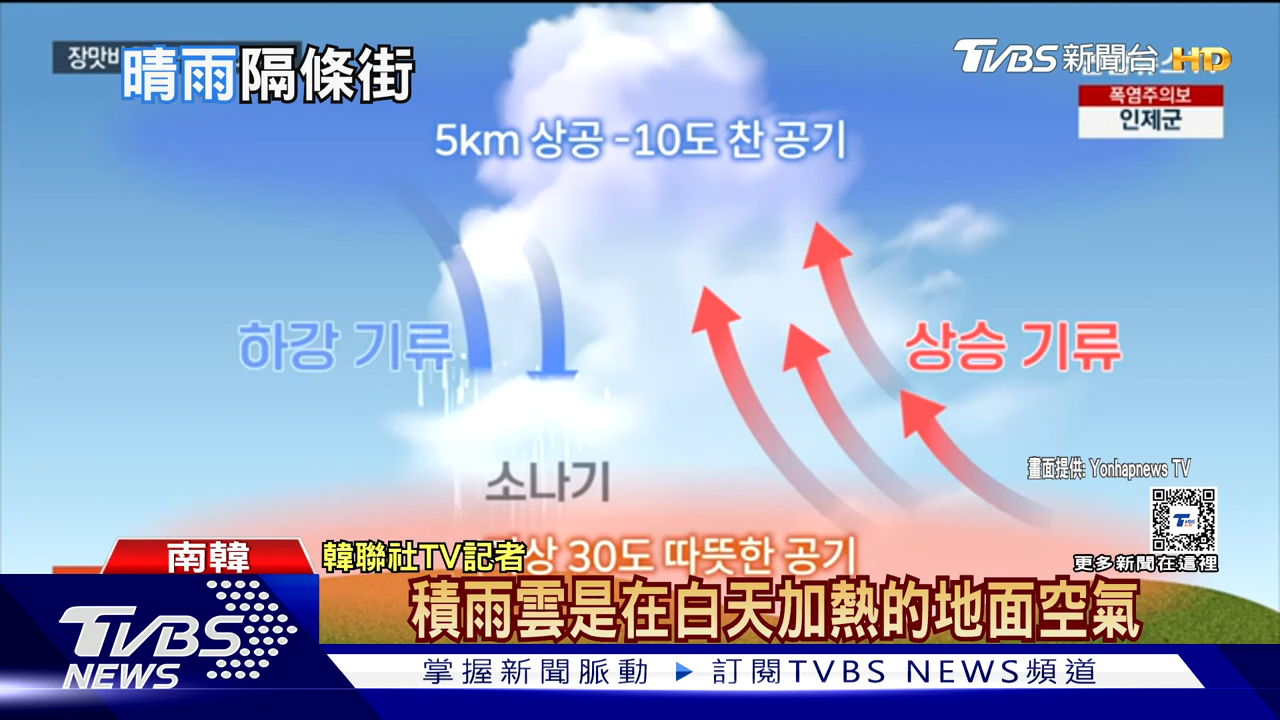 장맛비
晴雨隔條街
TVBS新聞台 HD
폭염주의보
인제군
5km 상공 -10도 찬 공기
하강 기류
상승 기류
소나기
畫面提供: Yonhapnews TV
TVBS
更多新聞在這裡
南韓
韓聯社TV記者
상 30도 따뜻한 공기
積雨雲是在白天加熱的地面空氣
TVBS
NEWS
掌握新聞脈動 ▶ 訂閱TVBS NEWS頻道